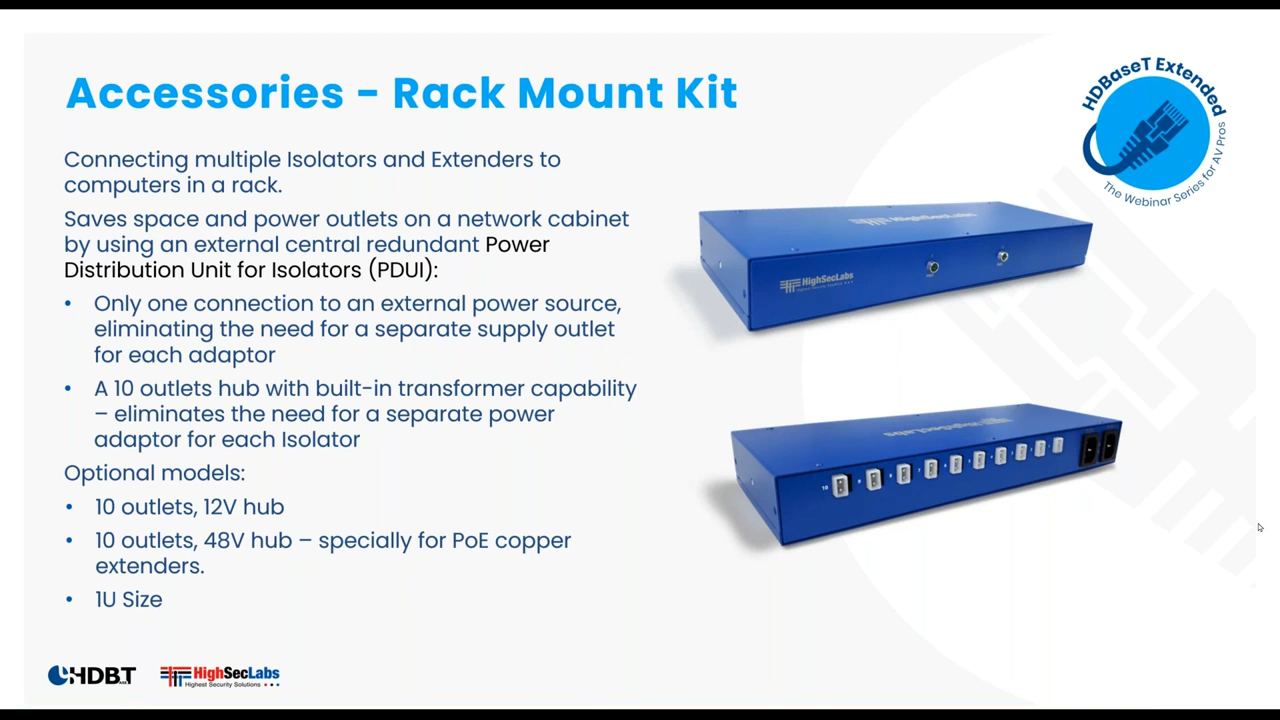 Accessories - Rack Mount Kit
HDBaseT Extended
The Webinar Series for AV Pros
Connecting multiple Isolators and Extenders to
computers in a rack.
Saves space and power outlets on a network cabinet
by using an external central redundant Power
Distribution Unit for Isolators (PDUI):
• Only one connection to an external power source,
eliminating the need for a separate supply outlet
for each adaptor
• A 10 outlets hub with built-in transformer capability
– eliminates the need for a separate power
adaptor for each Isolator
Optional models:
• 10 outlets, 12V hub
• 10 outlets, 48V hub – specially for PoE copper
extenders.
• 1U Size
HighSecLabs
HighSecLabs
HighSecLabs
10
HDBT
HighSecLabs
Highest Security Solutions